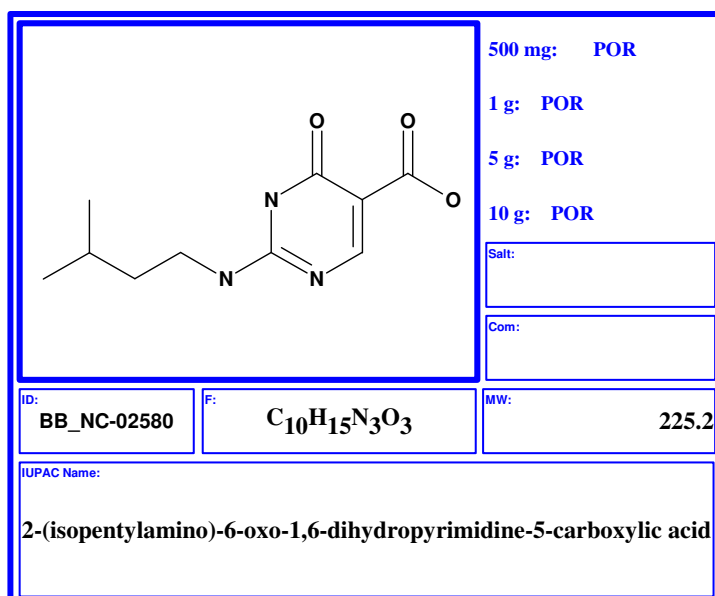 500 mg: POR
1 g: POR
5 g: POR
10 g: POR
O
O
O
N
N
N
Salt:
Com:
ID:
BB_NC-02580
F:
C10H15N3O3
MW:
225.2
IUPAC Name:
2-(isopentylamino)-6-oxo-1,6-dihydropyrimidine-5-carboxylic acid